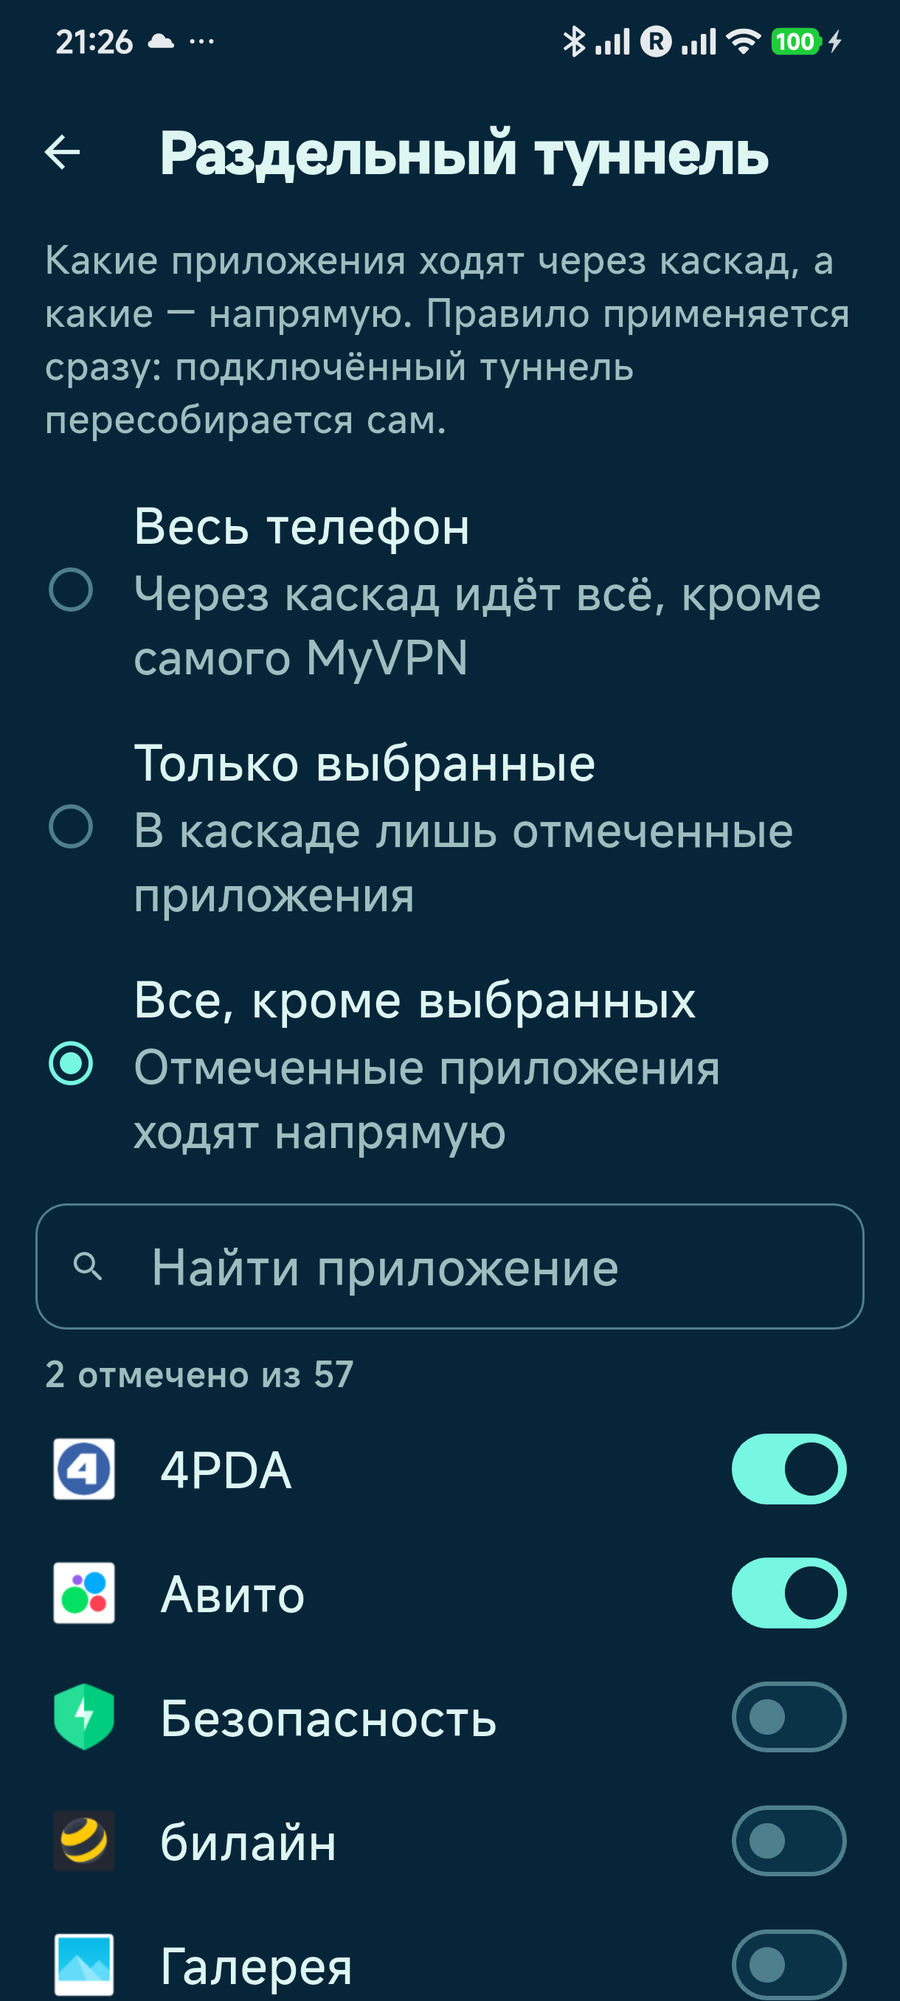 21:26
R
100
Раздельный туннель
Какие приложения ходят через каскад, а
какие — напрямую. Правило применяется
сразу: подключённый туннель
пересобирается сам.
Весь телефон
Через каскад идёт всё, кроме
самого MyVPN
Только выбранные
В каскаде лишь отмеченные
приложения
Все, кроме выбранных
Отмеченные приложения
ходят напрямую
Найти приложение
2 отмечено из 57
4
4PDA
Авито
Безопасность
билайн
Галерея